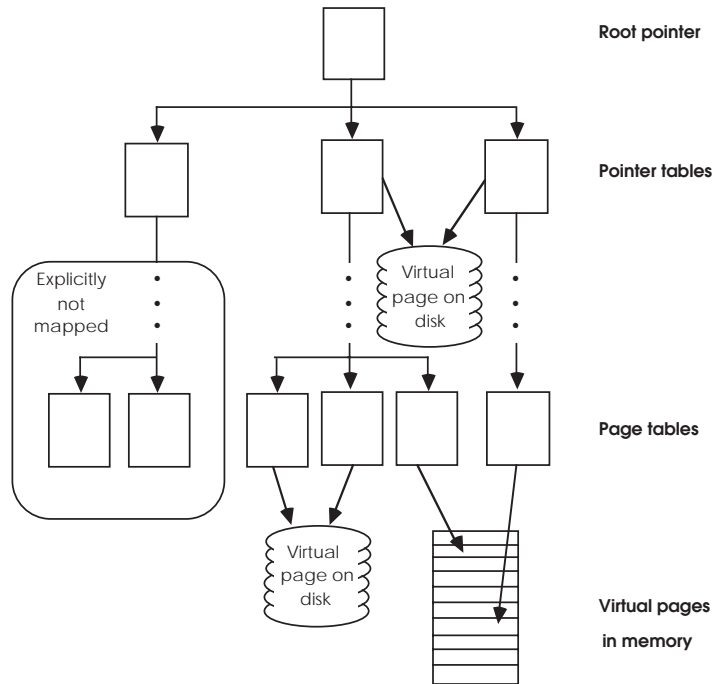 Root pointer
Pointer tables
Explicitly
not
mapped
Virtual
page on
disk
Page tables
Virtual
page on
disk
Virtual pages
in memory